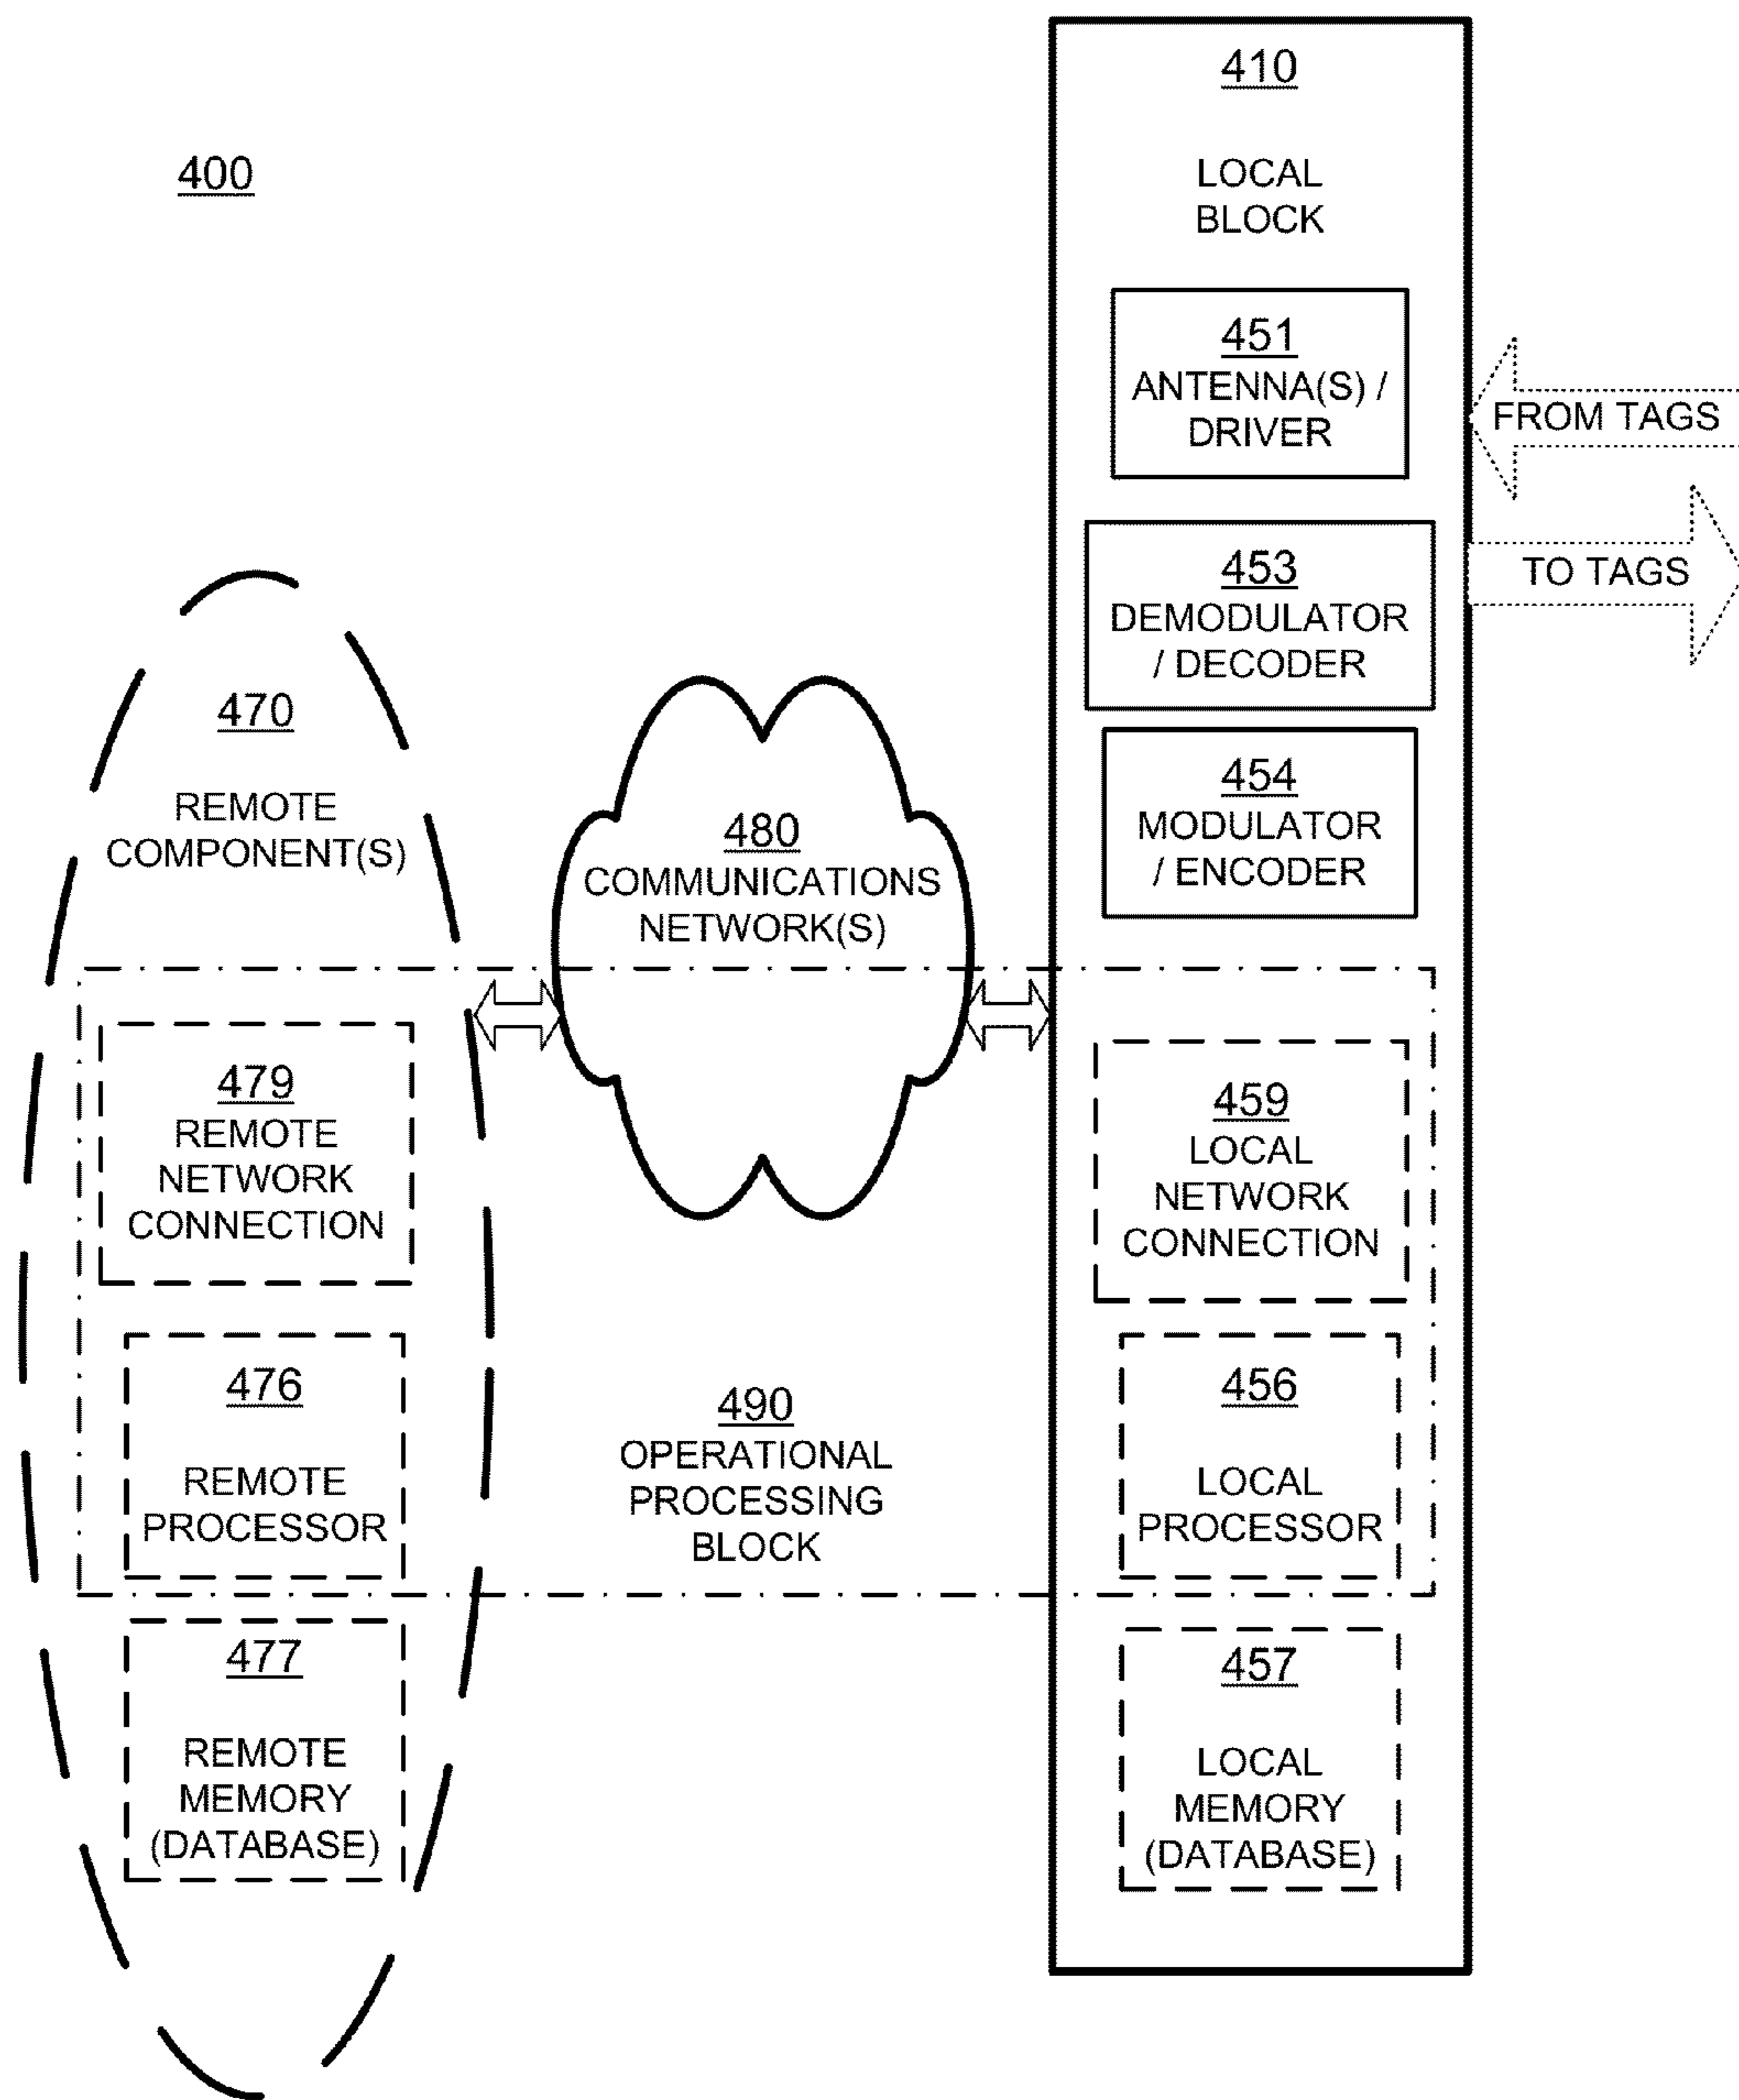 400
410
LOCAL
BLOCK
451
ANTENNA(S) /
DRIVER
FROM TAGS
453
DEMODULATOR
/ DECODER
TO TAGS
454
MODULATOR
/ ENCODER
470
REMOTE
COMPONENT(S)
480
COMMUNICATIONS
NETWORK(S)
479
REMOTE
NETWORK
CONNECTION
459
LOCAL
NETWORK
CONNECTION
476
REMOTE
PROCESSOR
490
OPERATIONAL
PROCESSING
BLOCK
456
LOCAL
PROCESSOR
477
REMOTE
MEMORY
(DATABASE)
457
LOCAL
MEMORY
(DATABASE)